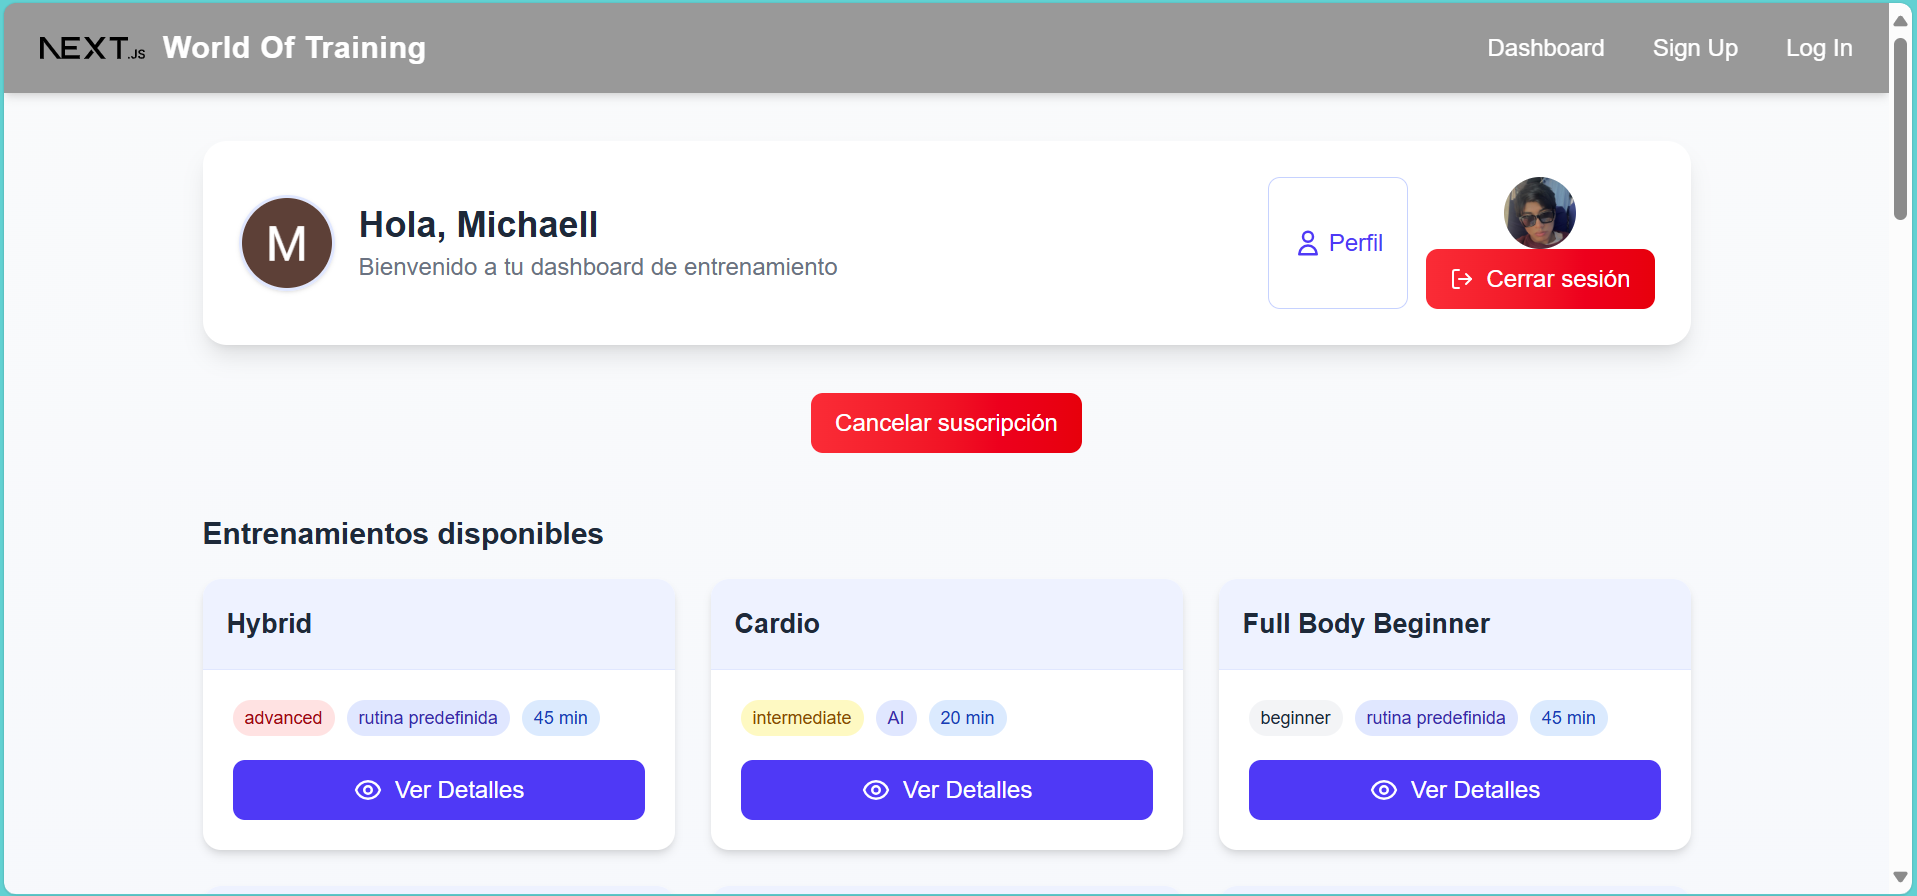 NEXT.JS World Of Training Dashboard Sign Up Log In
M
Hola, Michaell
Bienvenido a tu dashboard de entrenamiento
Perfil
Cerrar sesión
Cancelar suscripción
Entrenamientos disponibles
Hybrid
advanced rutina predefinida 45 min
Ver Detalles
Cardio
intermediate AI 20 min
Ver Detalles
Full Body Beginner
beginner rutina predefinida 45 min
Ver Detalles